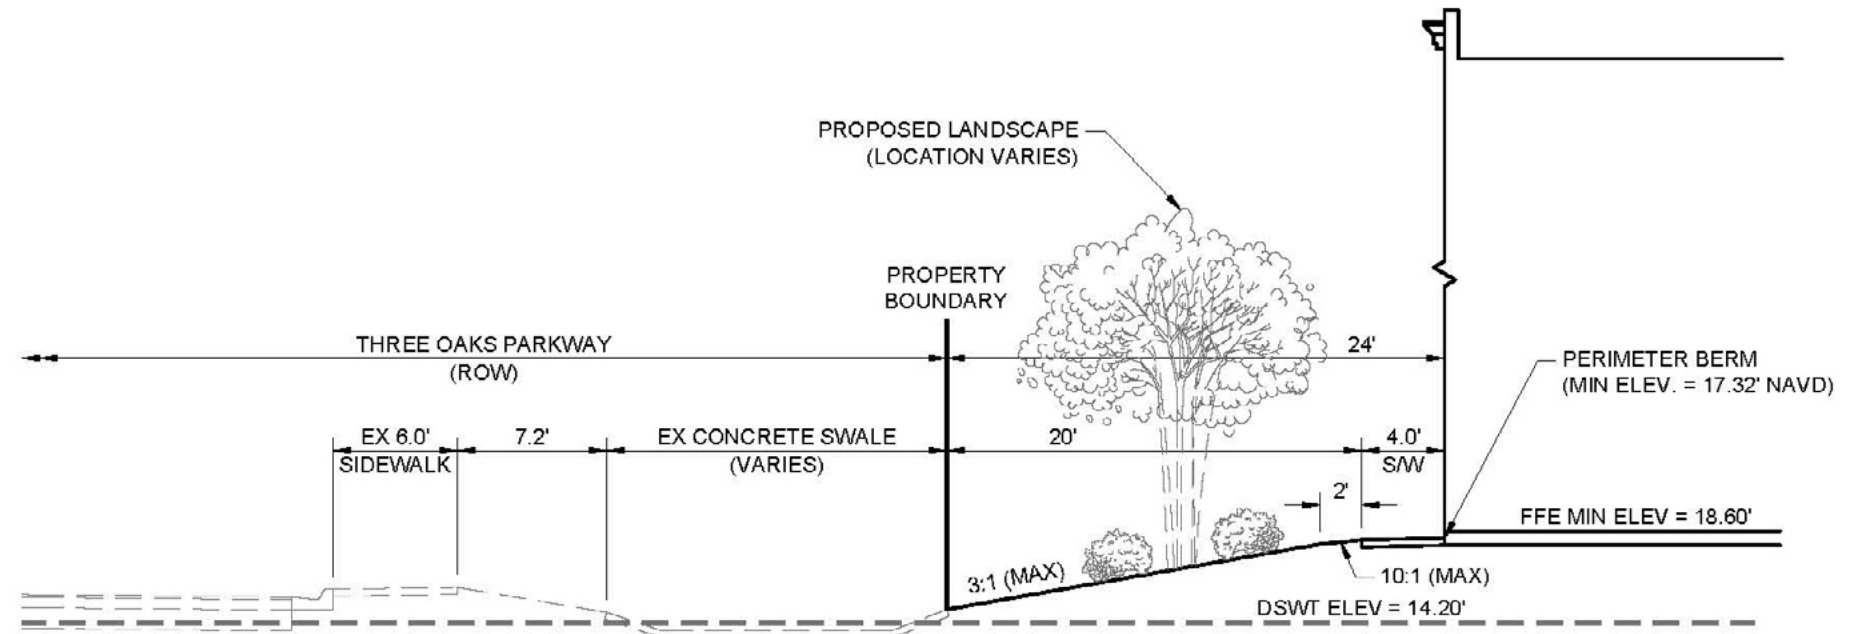 PROPOSED LANDSCAPE
(LOCATION VARIES)
PROPERTY
BOUNDARY
THREE OAKS PARKWAY
(ROW)
24'
PERIMETER BERM
(MIN ELEV. = 17.32' NAVD)
EX 6.0'
SIDEWALK
7.2'
EX CONCRETE SWALE
(VARIES)
20'
4.0'
S/W
2'
FFE MIN ELEV = 18.60'
3:1 (MAX)
10:1 (MAX)
DSWT ELEV = 14.20'